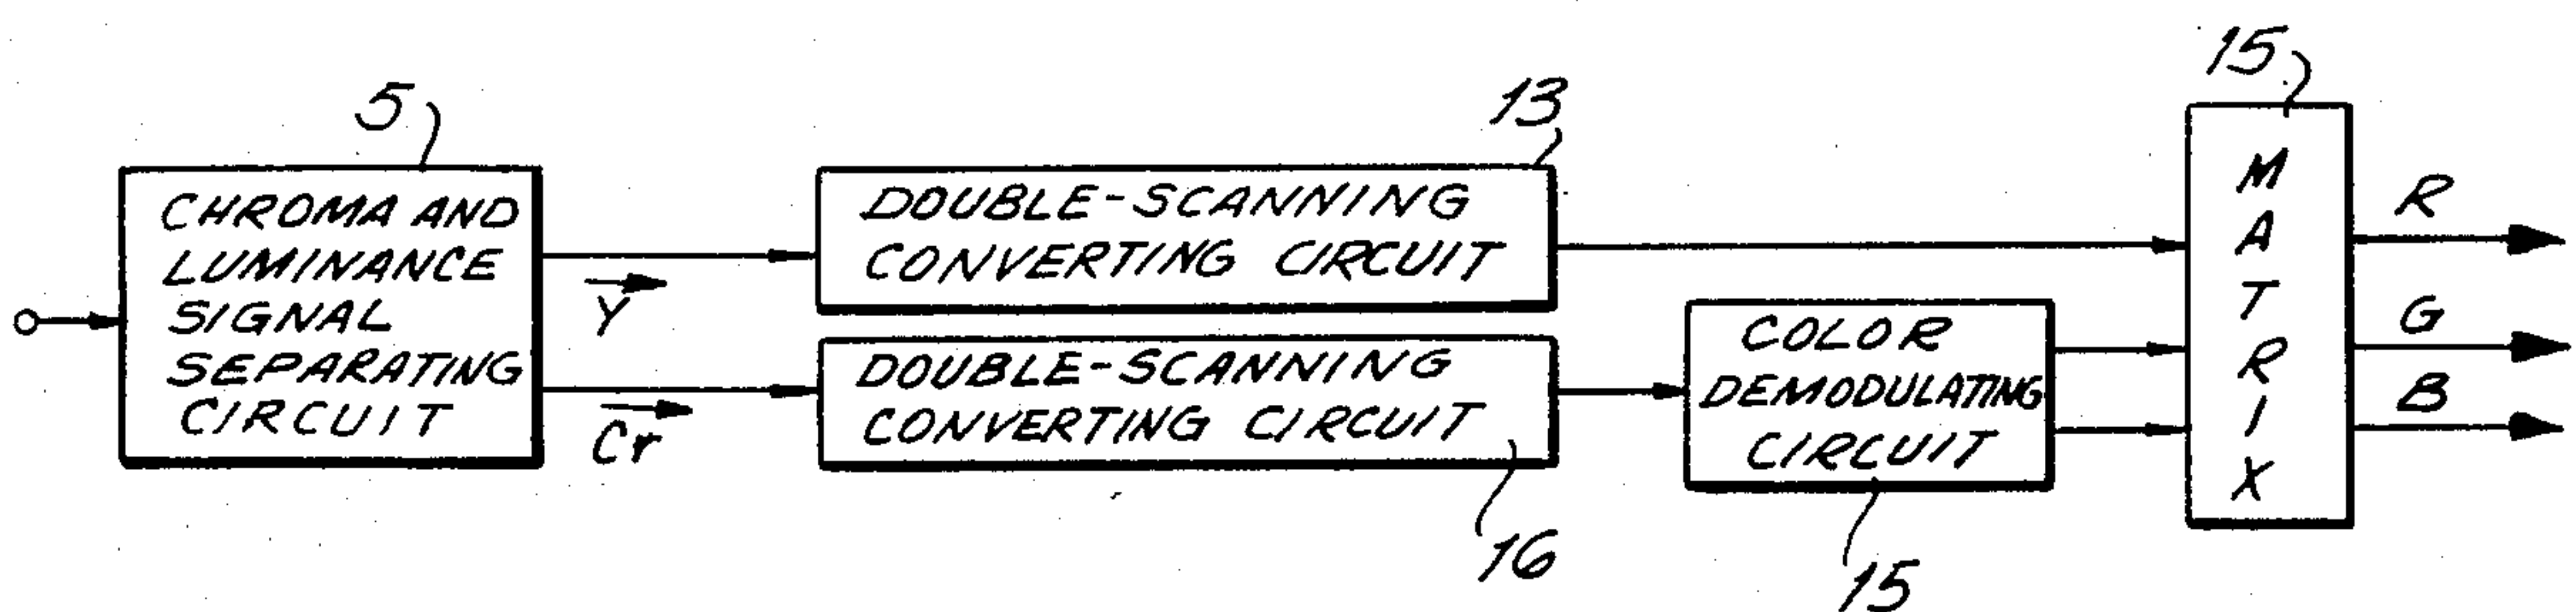 5
CHROMA AND
LUMINANCE
SIGNAL
SEPARATING
CIRCUIT
Y
Cr
13
DOUBLE-SCANNING
CONVERTING CIRCUIT
DOUBLE-SCANNING
CONVERTING CIRCUIT
16
COLOR
DEMODULATING
CIRCUIT
15
15
M
A
T
R
I
X
R
G
B